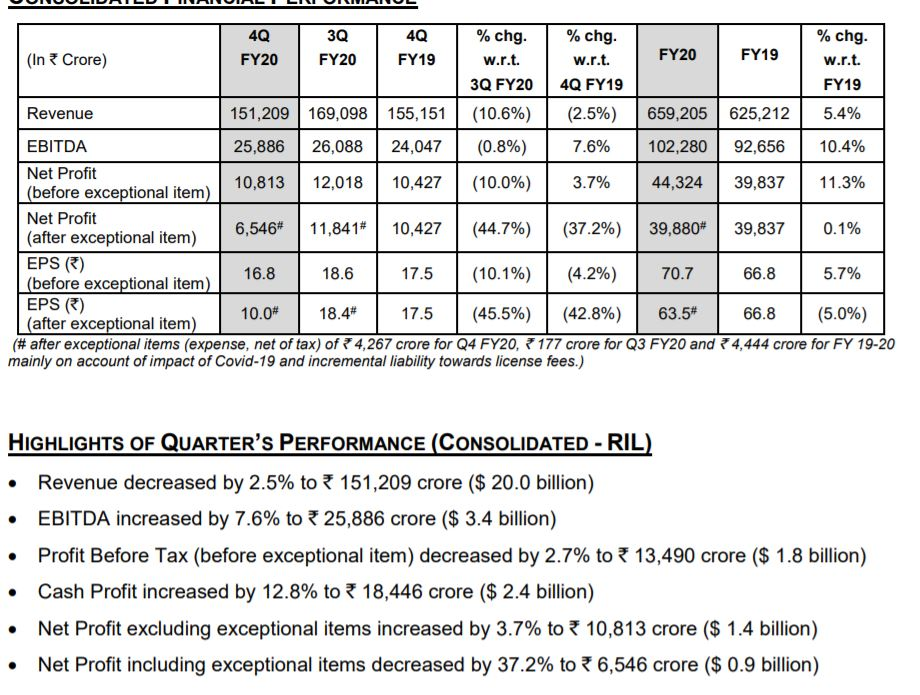 CONSOLIDATED FINANCIAL PERFORMANCE
(In ₹ Crore) 4Q FY20 3Q FY20 4Q FY19 % chg. w.r.t. 3Q FY20 % chg. w.r.t. 4Q FY19 FY20 FY19 % chg. w.r.t. FY19
Revenue 151,209 169,098 155,151 (10.6%) (2.5%) 659,205 625,212 5.4%
EBITDA 25,886 26,088 24,047 (0.8%) 7.6% 102,280 92,656 10.4%
Net Profit (before exceptional item) 10,813 12,018 10,427 (10.0%) 3.7% 44,324 39,837 11.3%
Net Profit (after exceptional item) 6,546# 11,841# 10,427 (44.7%) (37.2%) 39,880# 39,837 0.1%
EPS (₹) (before exceptional item) 16.8 18.6 17.5 (10.1%) (4.2%) 70.7 66.8 5.7%
EPS (₹) (after exceptional item) 10.0# 18.4# 17.5 (45.5%) (42.8%) 63.5# 66.8 (5.0%)
(# after exceptional items (expense, net of tax) of ₹ 4,267 crore for Q4 FY20, ₹ 177 crore for Q3 FY20 and ₹ 4,444 crore for FY 19-20
mainly on account of impact of Covid-19 and incremental liability towards license fees.)
HIGHLIGHTS OF QUARTER'S PERFORMANCE (CONSOLIDATED - RIL)
• Revenue decreased by 2.5% to ₹ 151,209 crore ($ 20.0 billion)
• EBITDA increased by 7.6% to ₹ 25,886 crore ($ 3.4 billion)
• Profit Before Tax (before exceptional item) decreased by 2.7% to ₹ 13,490 crore ($ 1.8 billion)
• Cash Profit increased by 12.8% to ₹ 18,446 crore ($ 2.4 billion)
• Net Profit excluding exceptional items increased by 3.7% to ₹ 10,813 crore ($ 1.4 billion)
• Net Profit including exceptional items decreased by 37.2% to ₹ 6,546 crore ($ 0.9 billion)